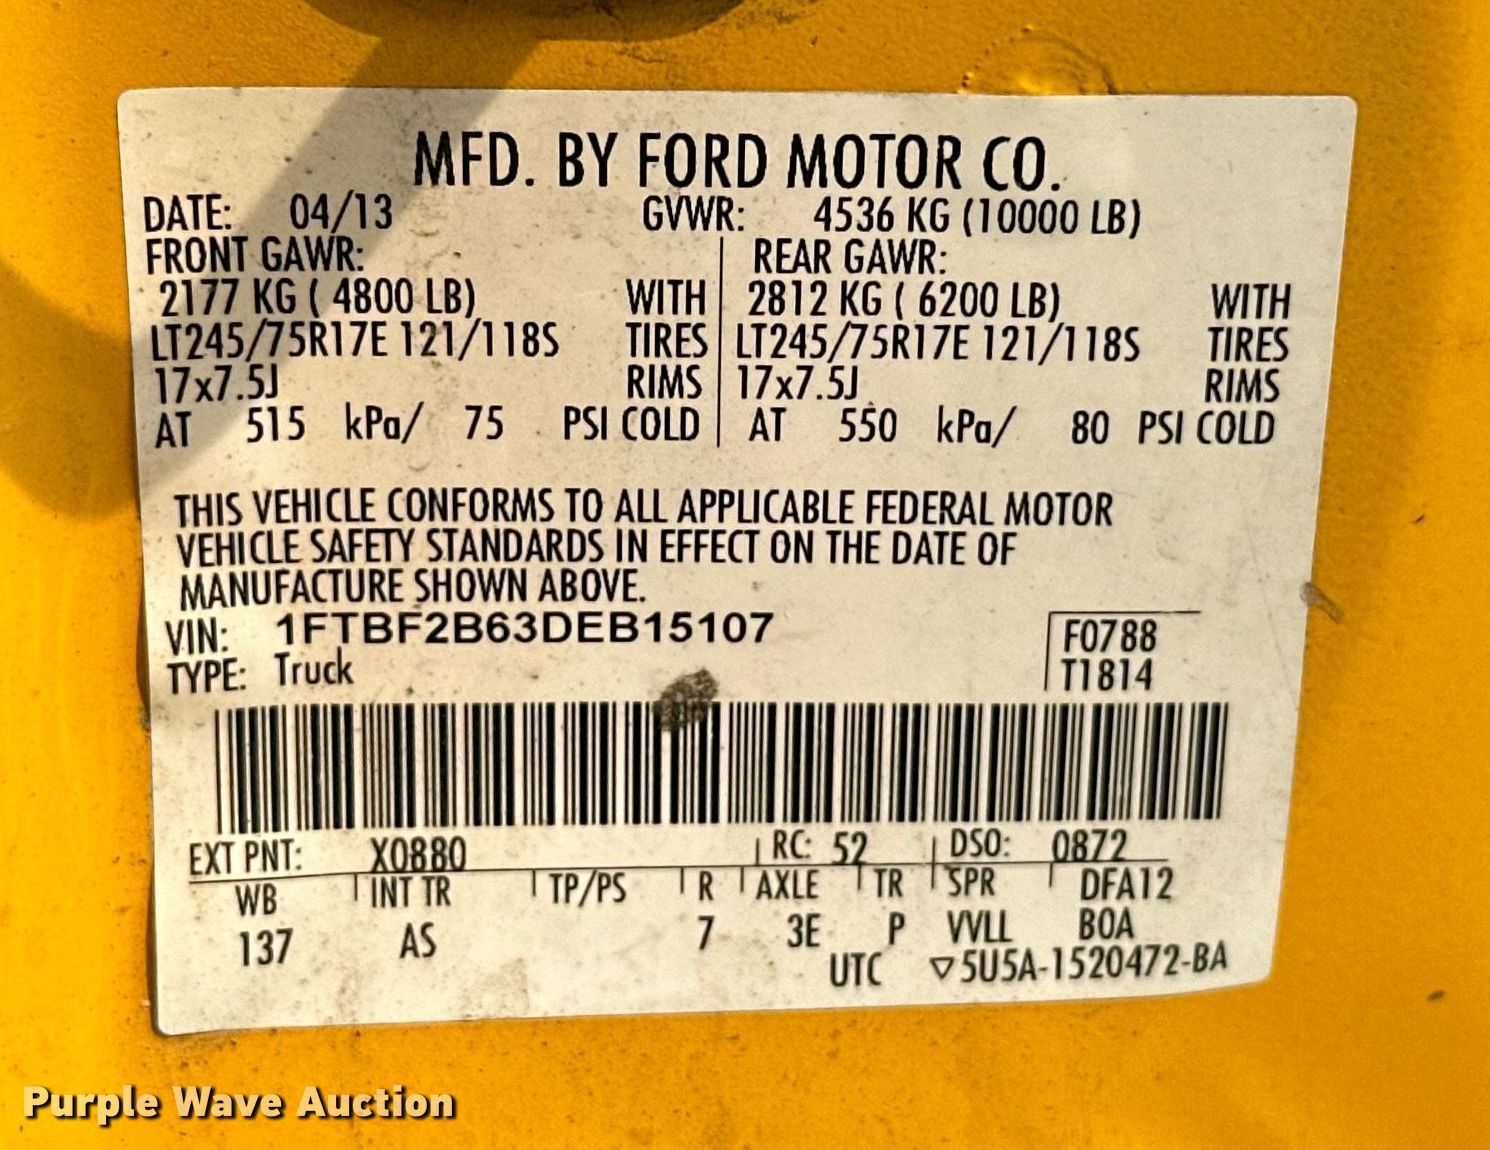 MFD. BY FORD MOTOR CO.
DATE: 04/13 GVWR: 4536 KG (10000 LB)
FRONT GAWR: REAR GAWR:
2177 KG ( 4800 LB) WITH 2812 KG ( 6200 LB) WITH
LT245/75R17E 121/118S TIRES LT245/75R17E 121/118S TIRES
17x7.5J RIMS 17x7.5J RIMS
AT 515 kPa/ 75 PSI COLD AT 550 kPa/ 80 PSI COLD
THIS VEHICLE CONFORMS TO ALL APPLICABLE FEDERAL MOTOR
VEHICLE SAFETY STANDARDS IN EFFECT ON THE DATE OF
MANUFACTURE SHOWN ABOVE.
VIN: 1FTBF2B63DEB15107 F0788
TYPE: Truck T1814
EXT PNT: X0880 RC: 52 DSO: 0872
WB INT TR TP/PS R AXLE TR SPR DFA12
137 AS 7 3E P VVLL BOA
UTC ▽5U5A-1520472-BA
Purple Wave Auction